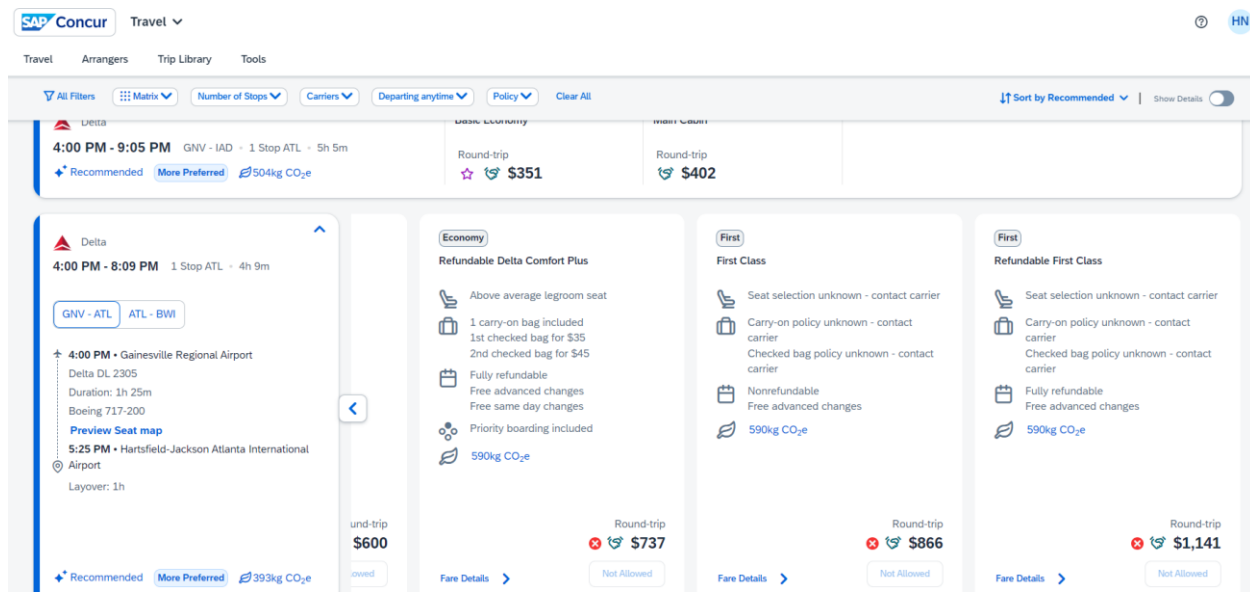 SAP Concur
Travel
HN
Travel Arrangers Trip Library Tools
All Filters Matrix Number of Stops Carriers Departing anytime Policy Clear All
Sort by Recommended | Show Details
Delta
Basic Economy
Main Cabin
4:00 PM - 9:05 PM GNV - IAD • 1 Stop ATL • 5h 5m
Recommended More Preferred 504kg CO₂e
Round-trip
$351
Round-trip
$402
Delta
4:00 PM - 8:09 PM 1 Stop ATL • 4h 9m
GNV - ATL ATL - BWI
4:00 PM • Gainesville Regional Airport
Delta DL 2305
Duration: 1h 25m
Boeing 717-200
Preview Seat map
5:25 PM • Hartsfield-Jackson Atlanta International
Airport
Layover: 1h
Recommended More Preferred 393kg CO₂e
$600
Economy
Refundable Delta Comfort Plus
Above average legroom seat
1 carry-on bag included
1st checked bag for $35
2nd checked bag for $45
Fully refundable
Free advanced changes
Free same day changes
Priority boarding included
590kg CO₂e
Round-trip
$737
Fare Details
Not Allowed
First
First Class
Seat selection unknown - contact carrier
Carry-on policy unknown - contact
carrier
Checked bag policy unknown - contact
carrier
Nonrefundable
Free advanced changes
590kg CO₂e
Round-trip
$866
Fare Details
Not Allowed
First
Refundable First Class
Seat selection unknown - contact carrier
Carry-on policy unknown - contact
carrier
Checked bag policy unknown - contact
carrier
Fully refundable
Free advanced changes
590kg CO₂e
Round-trip
$1,141
Fare Details
Not Allowed